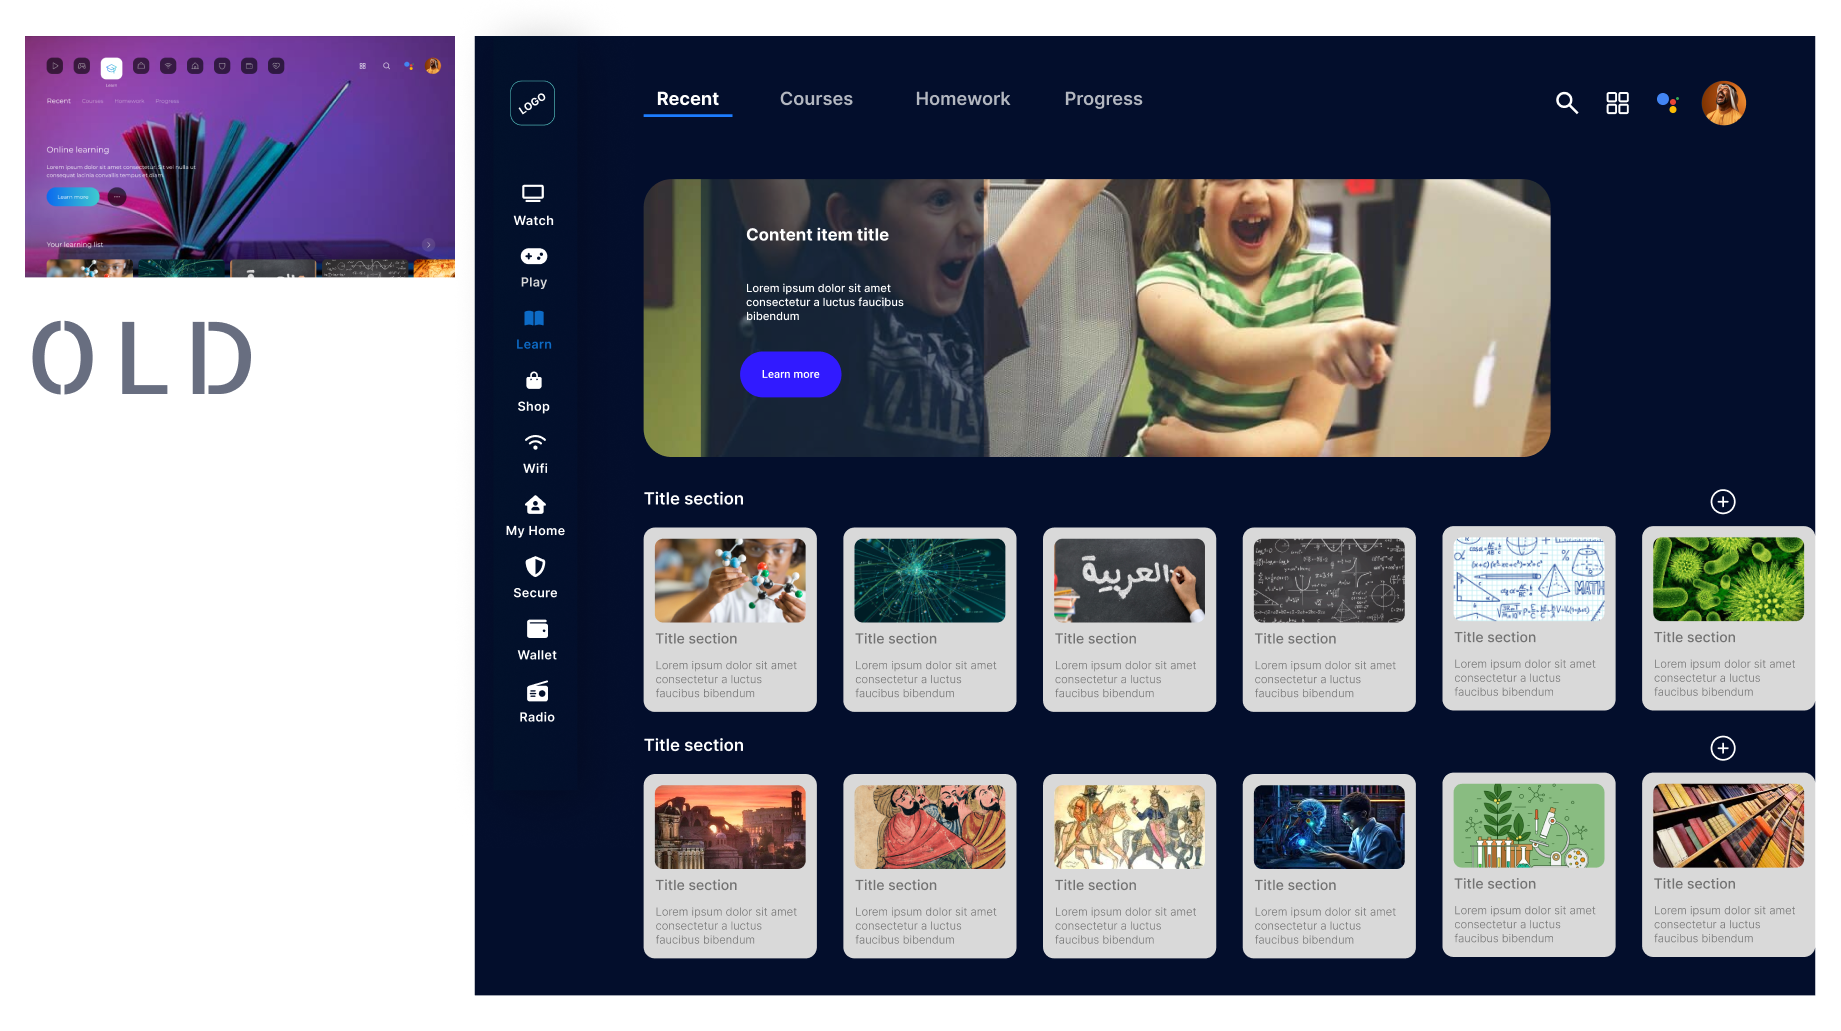 Learn
Recent
Courses
Homework
Progress
Online learning
Lorem ipsum dolor sit amet consectetur. Sit vel nulla ut
consequat lacinia convallis tempus et diam.
Learn more
Your learning list
OLD
LOGO
Recent
Courses
Homework
Progress
Watch
Play
Learn
Shop
Wifi
My Home
Secure
Wallet
Radio
Content item title
Lorem ipsum dolor sit amet
consectetur a luctus faucibus
bibendum
Learn more
Title section
العربية
MATH
Title section
Lorem ipsum dolor sit amet
consectetur a luctus
faucibus bibendum
Title section
Lorem ipsum dolor sit amet
consectetur a luctus
faucibus bibendum
Title section
Lorem ipsum dolor sit amet
consectetur a luctus
faucibus bibendum
Title section
Lorem ipsum dolor sit amet
consectetur a luctus
faucibus bibendum
Title section
Lorem ipsum dolor sit amet
consectetur a luctus
faucibus bibendum
Title section
Lorem ipsum dolor sit amet
consectetur a luctus
faucibus bibendum
Title section
Title section
Lorem ipsum dolor sit amet
consectetur a luctus
faucibus bibendum
Title section
Lorem ipsum dolor sit amet
consectetur a luctus
faucibus bibendum
Title section
Lorem ipsum dolor sit amet
consectetur a luctus
faucibus bibendum
Title section
Lorem ipsum dolor sit amet
consectetur a luctus
faucibus bibendum
Title section
Lorem ipsum dolor sit amet
consectetur a luctus
faucibus bibendum
Title section
Lorem ipsum dolor sit amet
consectetur a luctus
faucibus bibendum